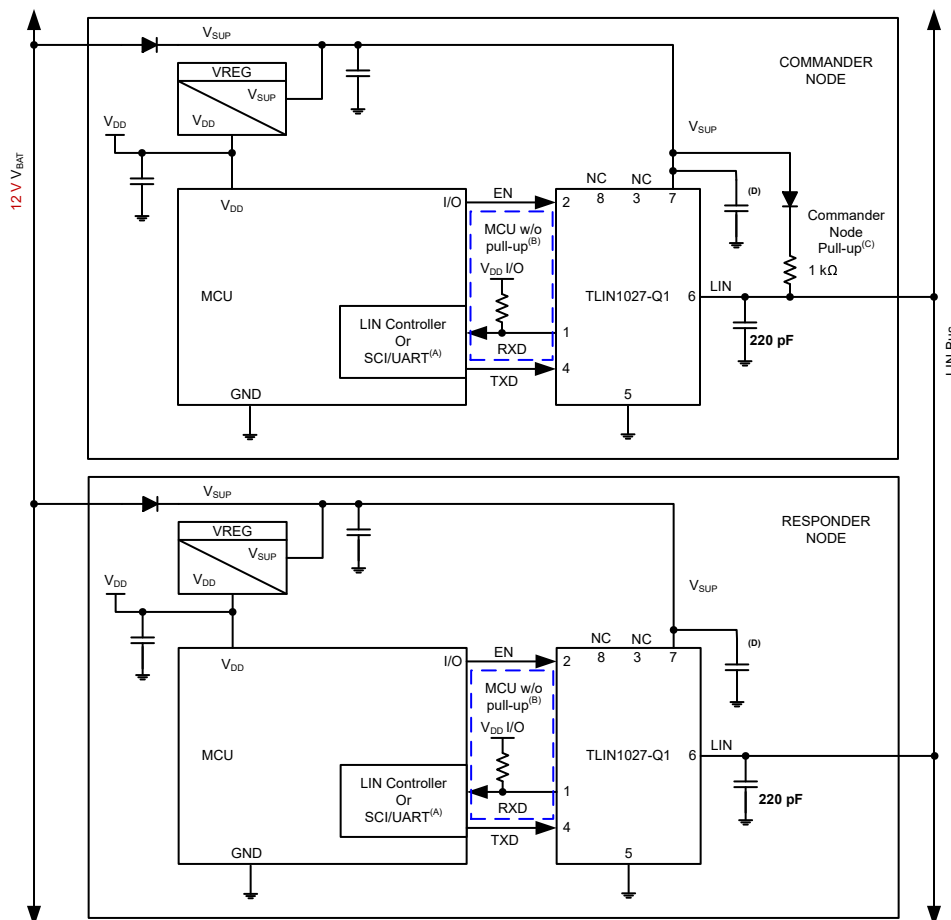 COMMANDER
NODE
VSUP
VREG
VSUP
VDD
VDD
12 V VBAT
VSUP
NC
NC
8
3
7
(D)
VDD
I/O
EN
2
MCU w/o
pull-up(B)
VDD I/O
Commander
Node
Pull-up(C)
1 kΩ
MCU
TLIN1027-Q1
6
LIN
LIN Controller
Or
SCI/UART(A)
1
RXD
220 pF
4
TXD
GND
5
LIN Bus
RESPONDER
NODE
VSUP
VREG
VSUP
VDD
VDD
VSUP
NC
NC
8
3
7
(D)
VDD
I/O
EN
2
MCU w/o
pull-up(B)
VDD I/O
MCU
TLIN1027-Q1
6
LIN
LIN Controller
Or
SCI/UART(A)
1
RXD
220 pF
4
TXD
GND
5